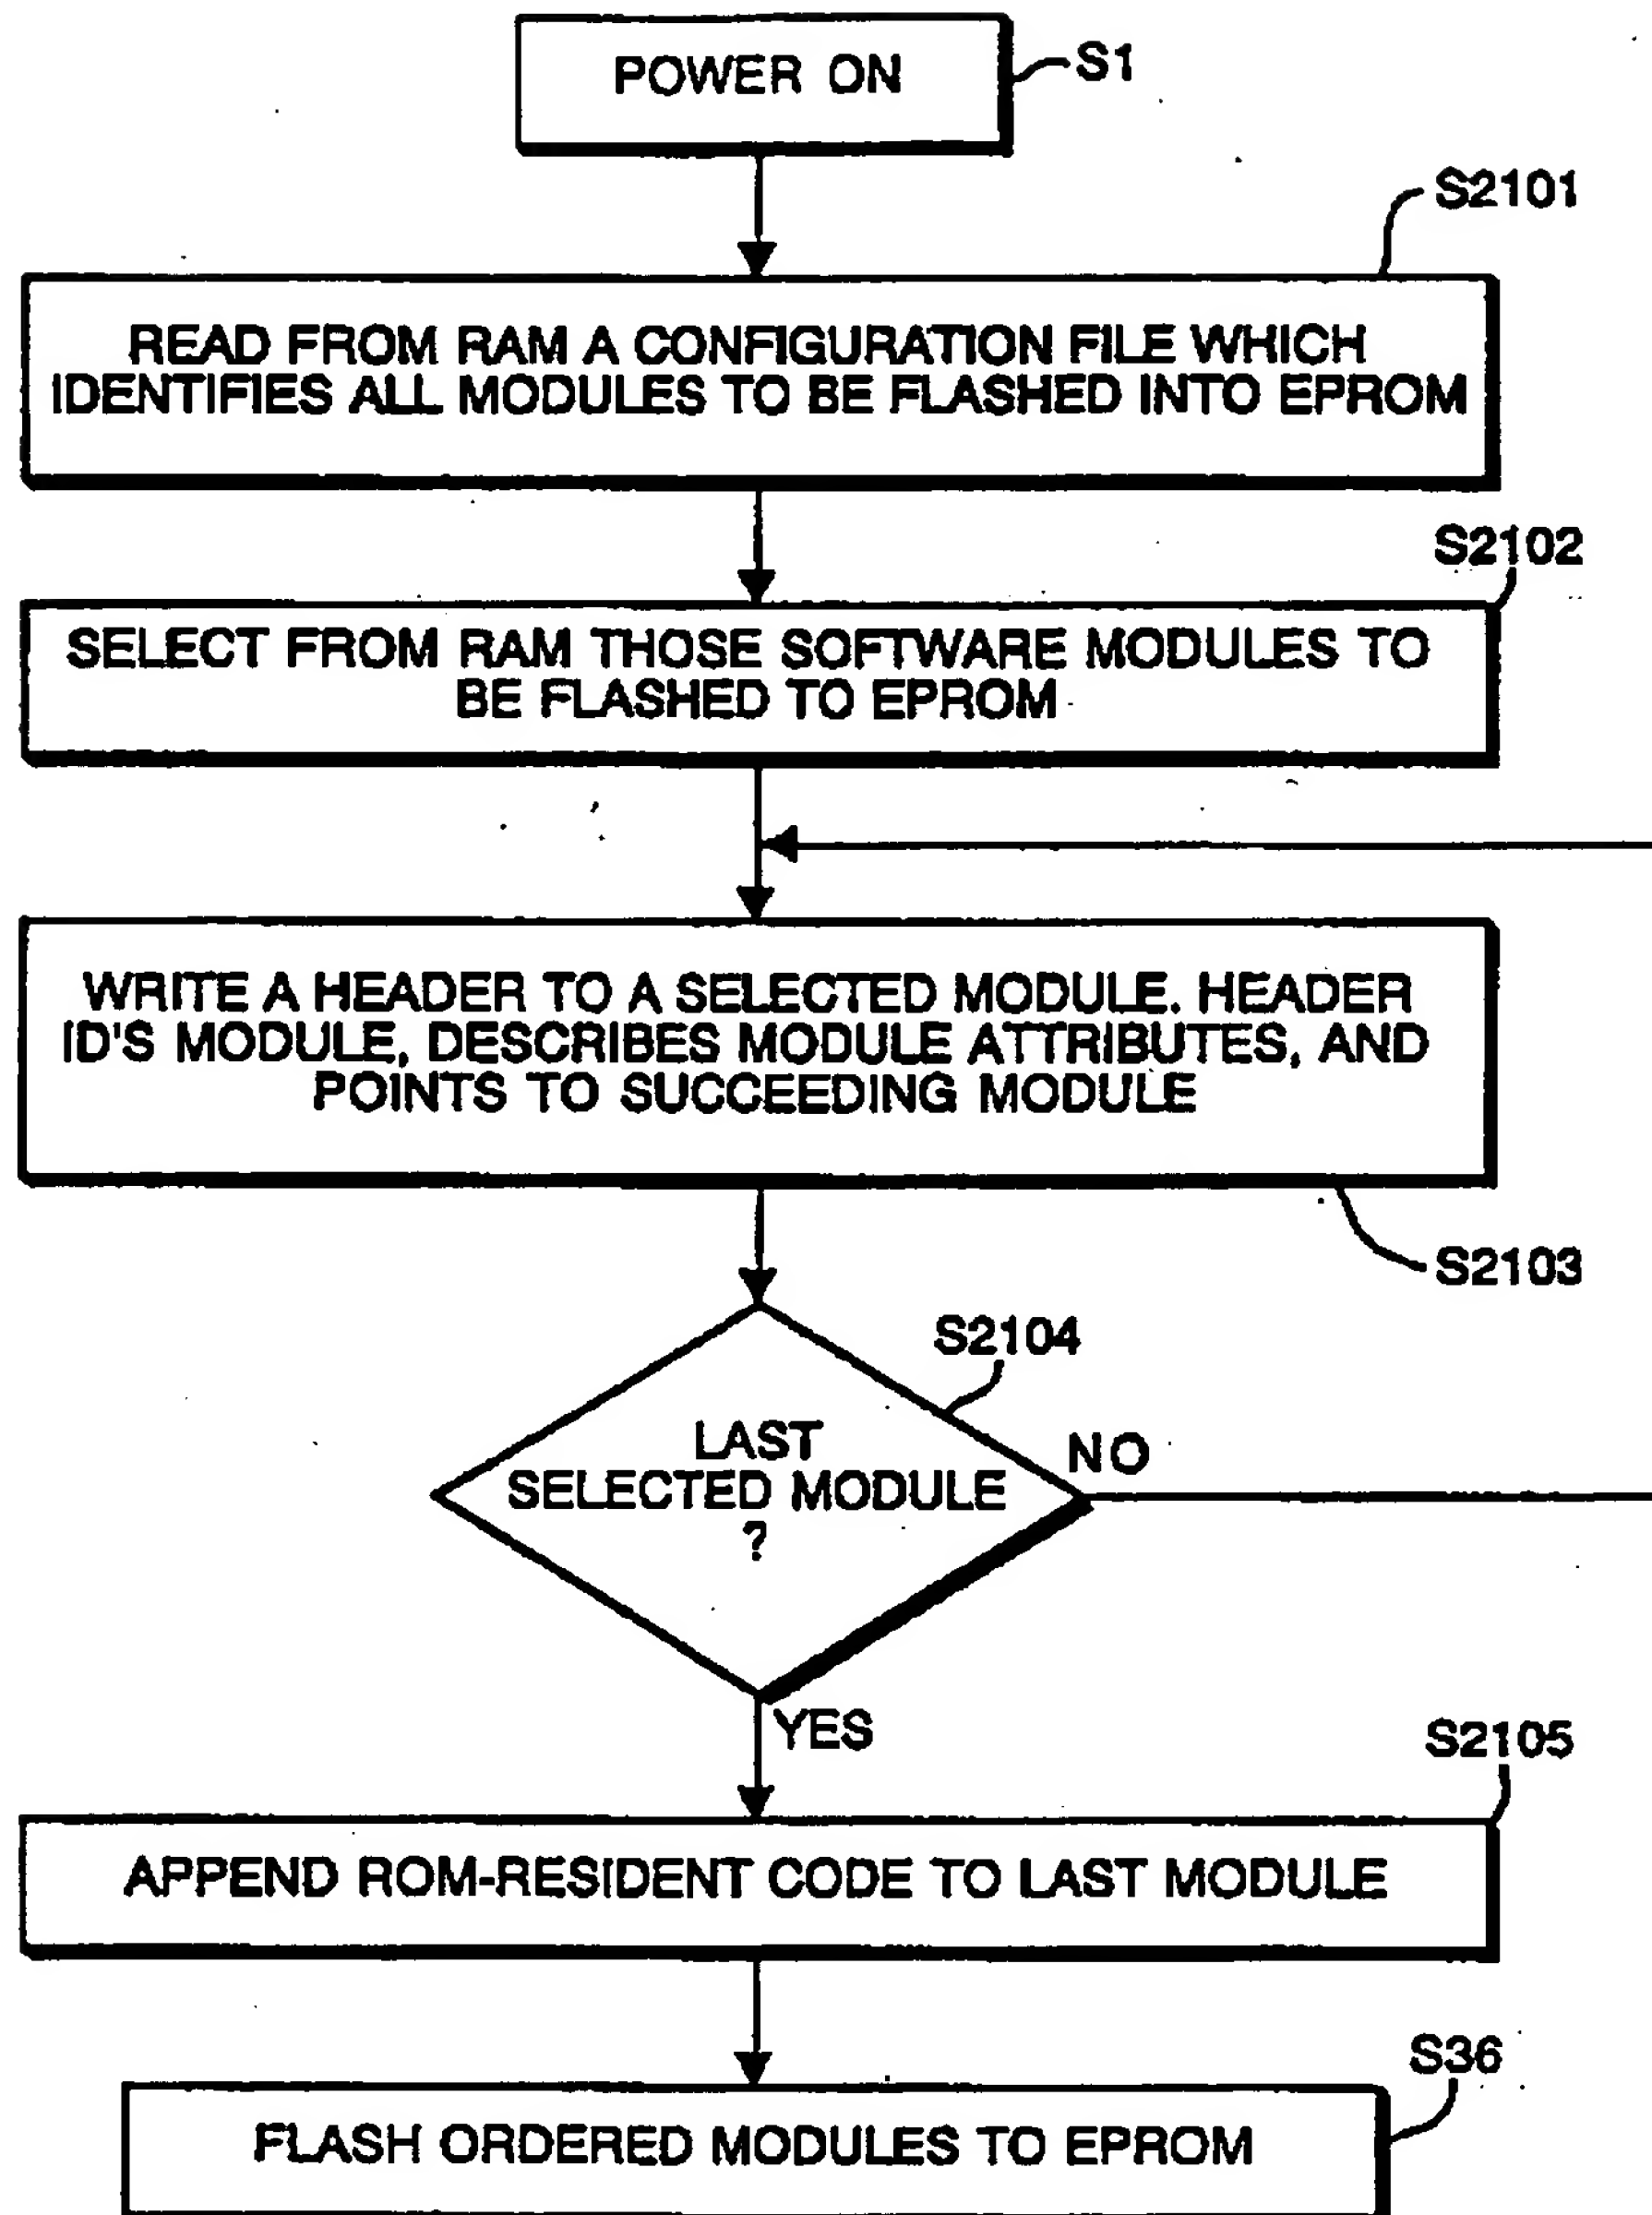 POWER ON
S1
S2101
READ FROM RAM A CONFIGURATION FILE WHICH
IDENTIFIES ALL MODULES TO BE FLASHED INTO EPROM
S2102
SELECT FROM RAM THOSE SOFTWARE MODULES TO
BE FLASHED TO EPROM
WRITE A HEADER TO A SELECTED MODULE. HEADER
ID'S MODULE, DESCRIBES MODULE ATTRIBUTES, AND
POINTS TO SUCCEEDING MODULE
S2103
S2104
LAST
SELECTED MODULE
?
NO
YES
S2105
APPEND ROM-RESIDENT CODE TO LAST MODULE
S36
FLASH ORDERED MODULES TO EPROM